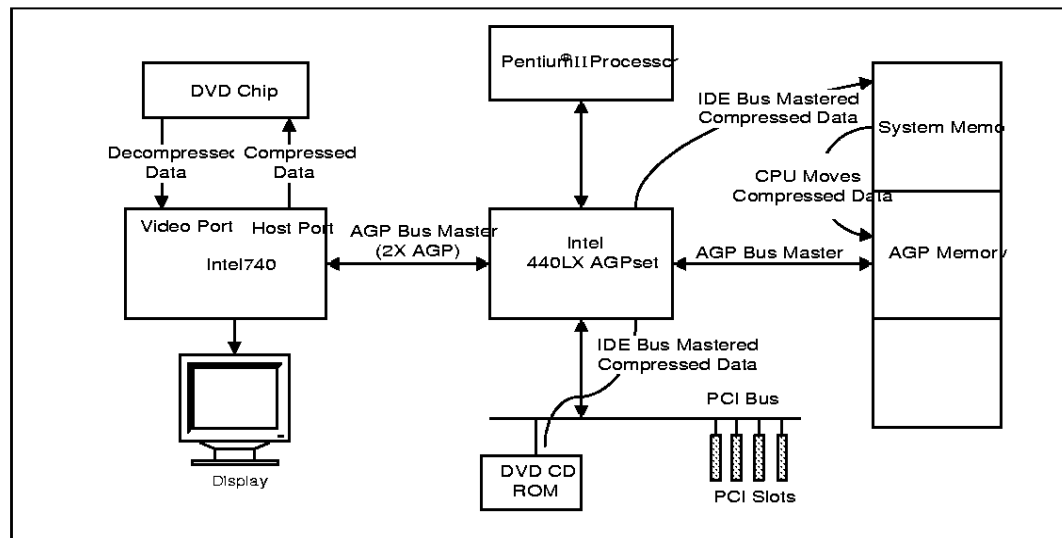 Pentium®II Processor
DVD Chip
IDE Bus Mastered
Compressed Data
System Memo
Decompressed
Data
Compressed
Data
CPU Moves
Compressed Data
Video Port
Host Port
Intel740
AGP Bus Master
(2X AGP)
Intel
440LX AGPset
AGP Bus Master
AGP Memory
IDE Bus Mastered
Compressed Data
PCI Bus
DVD CD
ROM
PCI Slots
Display